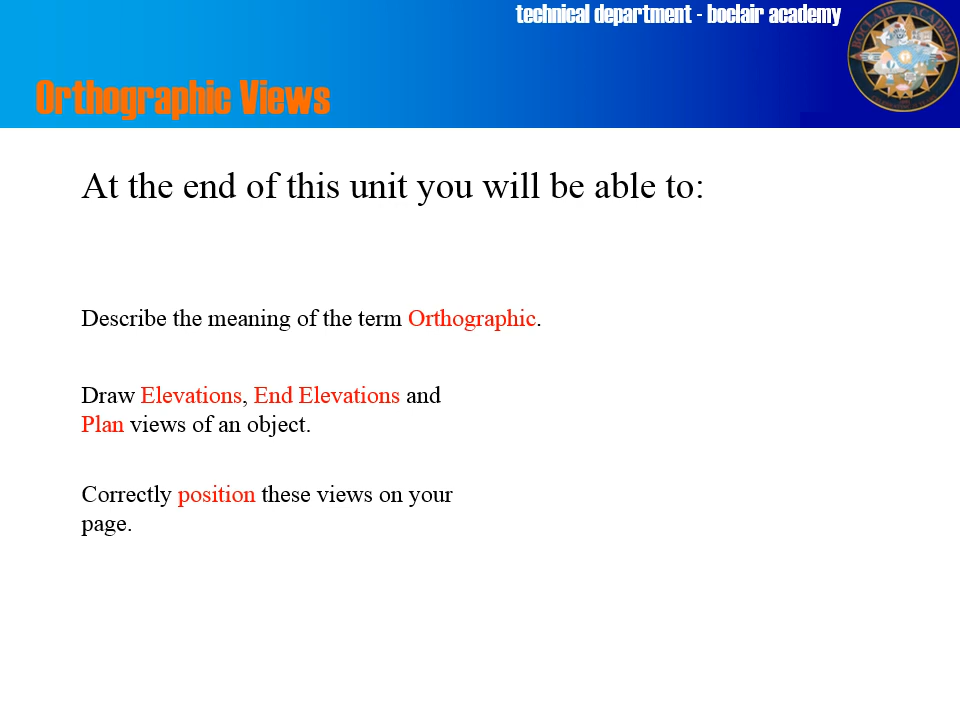 technical department - boclair academy
Orthographic Views
At the end of this unit you will be able to:
Describe the meaning of the term Orthographic.
Draw Elevations, End Elevations and
Plan views of an object.
Correctly position these views on your
page.
BOCLAIR ACADEMY